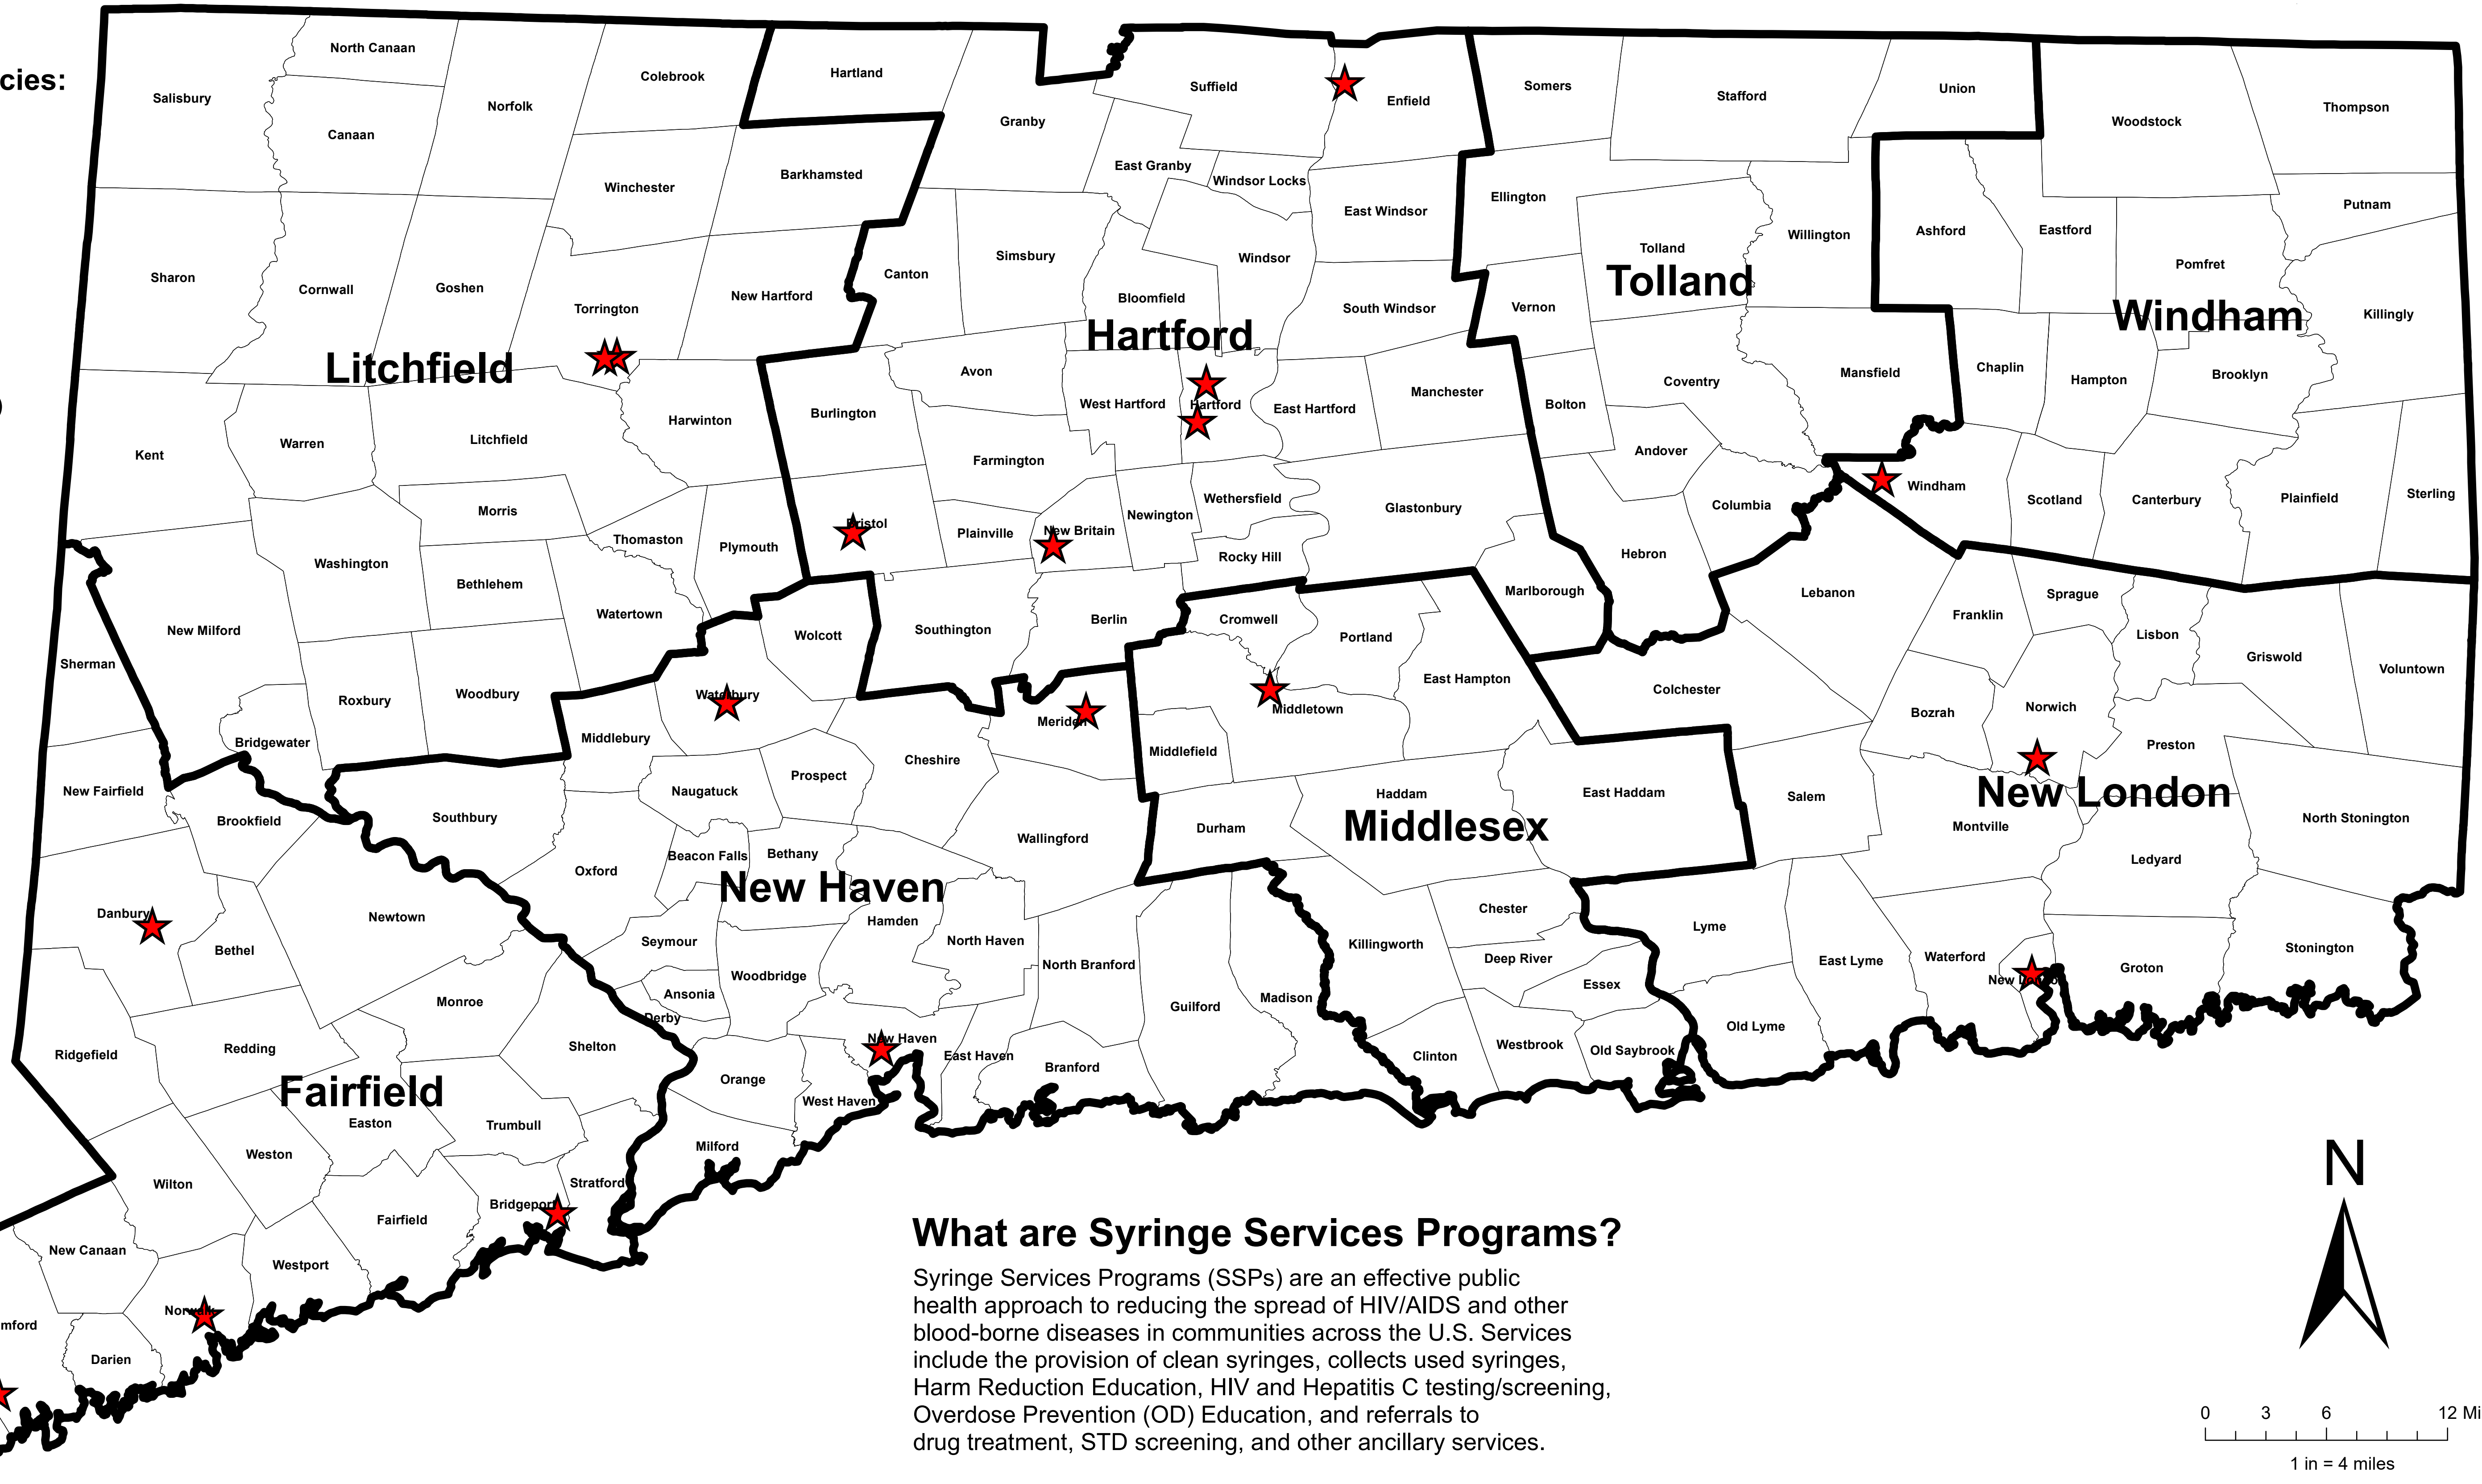 cies:
)
North Canaan
Colebrook
Hartland
Salisbury
Norfolk
Canaan
Suffield
Enfield
Somers
Stafford
Union
Woodstock
Thompson
Granby
East Granby
Windsor Locks
Winchester
Barkhamsted
East Windsor
Ellington
Putnam
Ashford
Eastford
Willington
Tolland
Tolland
Pomfret
Sharon
Cornwall
Goshen
Torrington
New Hartford
Canton
Simsbury
Windsor
Bloomfield
South Windsor
Vernon
Windham
Killingly
Hartford
Litchfield
Avon
West Hartford
Hartford
East Hartford
Manchester
Bolton
Coventry
Mansfield
Chaplin
Hampton
Brooklyn
Burlington
Harwinton
Litchfield
Warren
Kent
Farmington
Andover
Wethersfield
Glastonbury
Columbia
Windham
Scotland
Canterbury
Plainfield
Sterling
Morris
Bristol
Plainville
New Britain
Newington
Rocky Hill
Hebron
Thomaston
Plymouth
Washington
Bethlehem
Watertown
Marlborough
Lebanon
Franklin
Sprague
Lisbon
New Milford
Wolcott
Southington
Berlin
Cromwell
Portland
East Hampton
Griswold
Voluntown
Sherman
Roxbury
Woodbury
Waterbury
Meriden
Middletown
Colchester
Bozrah
Norwich
Bridgewater
Middlebury
Cheshire
Middlefield
Preston
New Fairfield
Brookfield
Southbury
Naugatuck
Prospect
Wallingford
Durham
Haddam
East Haddam
Middlesex
Salem
New London
Montville
North Stonington
Oxford
Beacon Falls
Bethany
New Haven
Ledyard
Danbury
Newtown
Hamden
Chester
Lyme
Bethel
Seymour
North Haven
Killingworth
Deep River
East Lyme
Waterford
Stonington
Woodbridge
North Branford
Essex
New London
Groton
Monroe
Ansonia
Derby
Guilford
Madison
Old Lyme
Ridgefield
Redding
Shelton
New Haven
East Haven
Branford
Clinton
Westbrook
Old Saybrook
Orange
West Haven
Fairfield
Easton
Trumbull
Milford
Weston
Wilton
Stratford
Bridgeport
Fairfield
New Canaan
Westport
Norwalk
mford
Darien
N
What are Syringe Services Programs?
Syringe Services Programs (SSPs) are an effective public
health approach to reducing the spread of HIV/AIDS and other
blood-borne diseases in communities across the U.S. Services
include the provision of clean syringes, collects used syringes,
Harm Reduction Education, HIV and Hepatitis C testing/screening,
Overdose Prevention (OD) Education, and referrals to
drug treatment, STD screening, and other ancillary services.
0 3 6 12 Mi
1 in = 4 miles